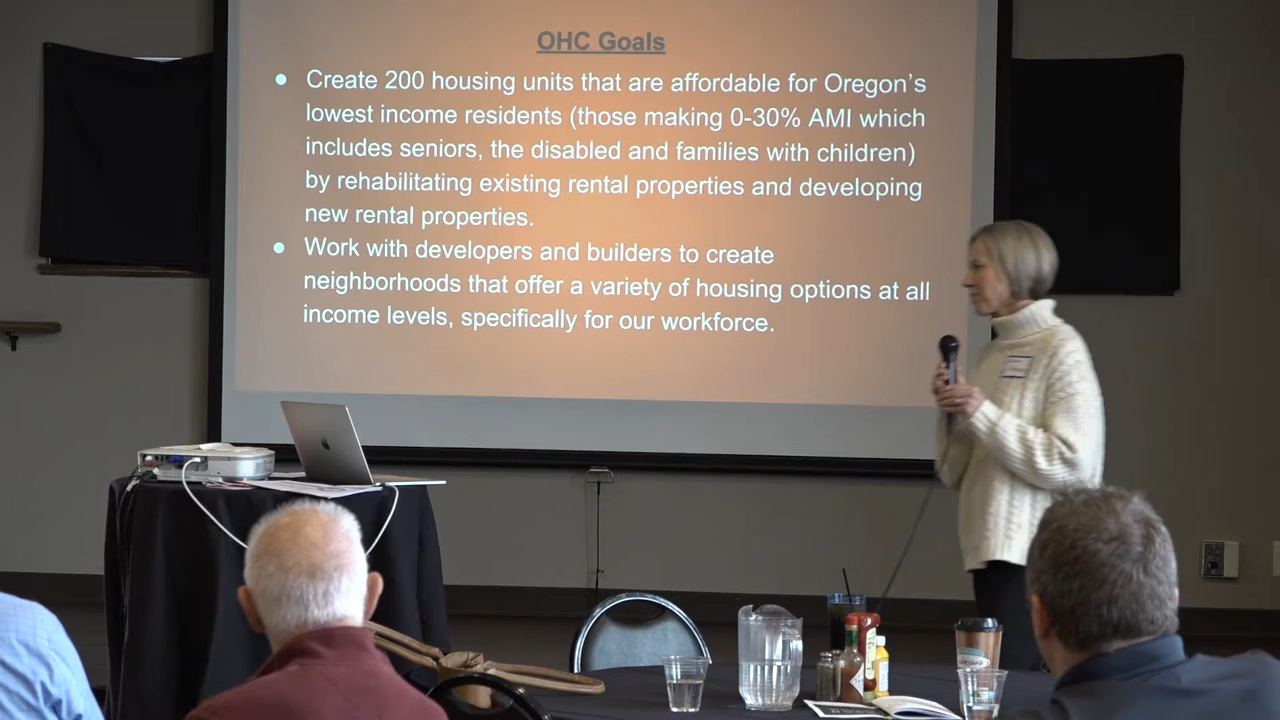 OHC Goals
● Create 200 housing units that are affordable for Oregon's
lowest income residents (those making 0-30% AMI which
includes seniors, the disabled and families with children)
by rehabilitating existing rental properties and developing
new rental properties.
● Work with developers and builders to create
neighborhoods that offer a variety of housing options at all
income levels, specifically for our workforce.